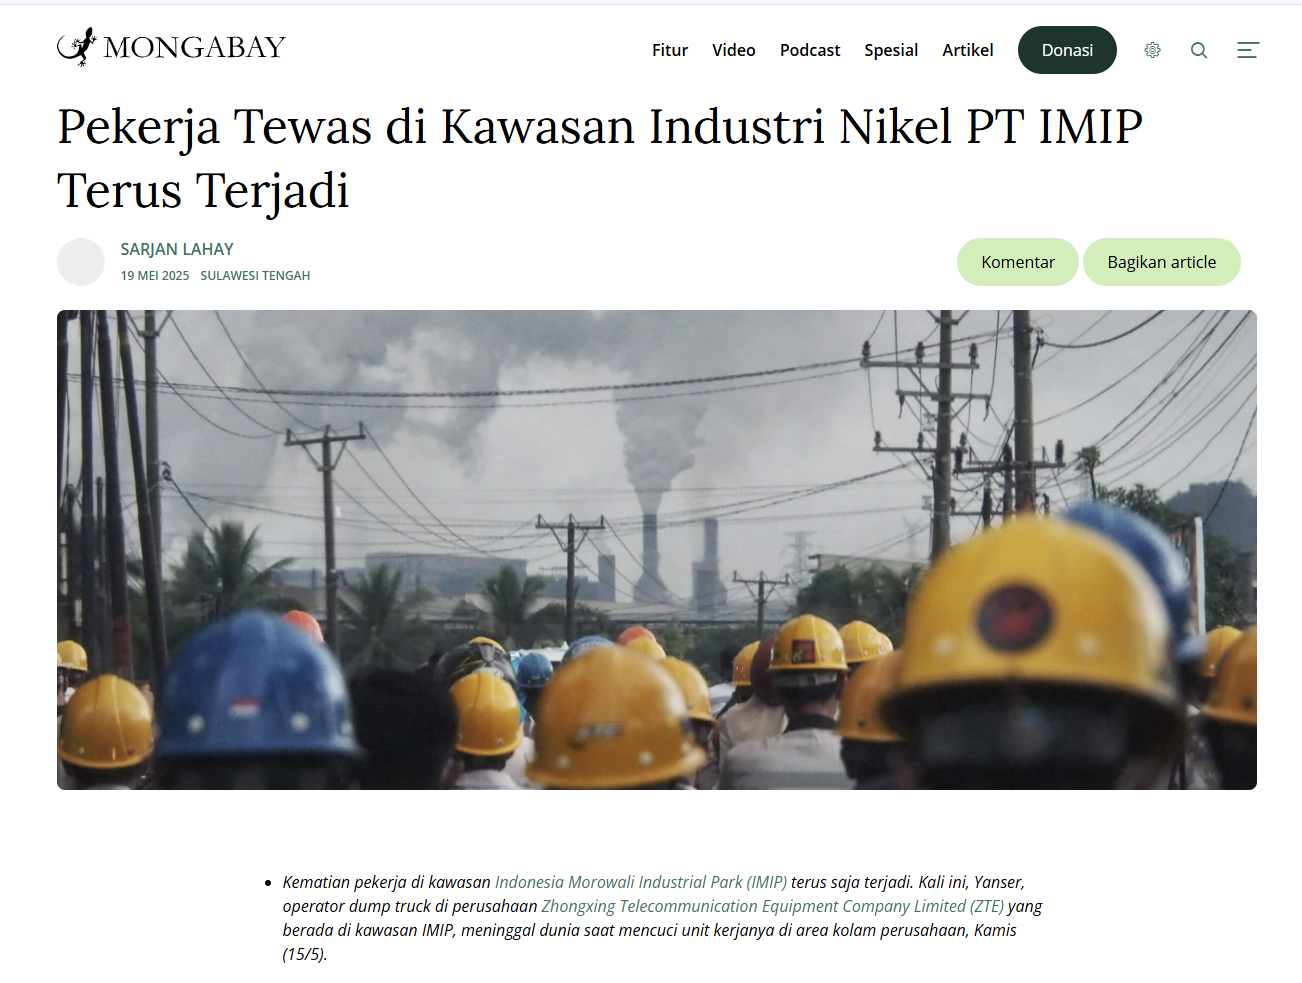 MONGABAY
Fitur Video Podcast Spesial Artikel Donasi
Pekerja Tewas di Kawasan Industri Nikel PT IMIP
Terus Terjadi
SARJAN LAHAY
19 MEI 2025 SULAWESI TENGAH
Komentar Bagikan article
• Kematian pekerja di kawasan Indonesia Morowali Industrial Park (IMIP) terus saja terjadi. Kali ini, Yanser,
operator dump truck di perusahaan Zhongxing Telecommunication Equipment Company Limited (ZTE) yang
berada di kawasan IMIP, meninggal dunia saat mencuci unit kerjanya di area kolam perusahaan, Kamis
(15/5).